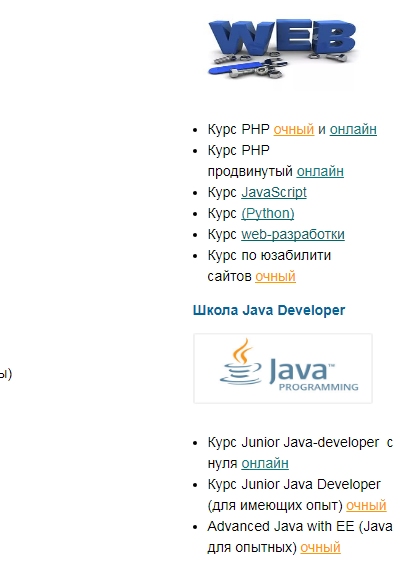 WEB
Курс PHP очный и онлайн
Курс PHP
продвинутый онлайн
Курс JavaScript
Курс (Python)
Курс web-разработки
Курс по юзабилити
сайтов очный
Школа Java Developer
Java™
PROGRAMMING
ы)
Курс Junior Java-developer с
нуля онлайн
Курс Junior Java Developer
(для имеющих опыт) очный
Advanced Java with EE (Java
для опытных) очный